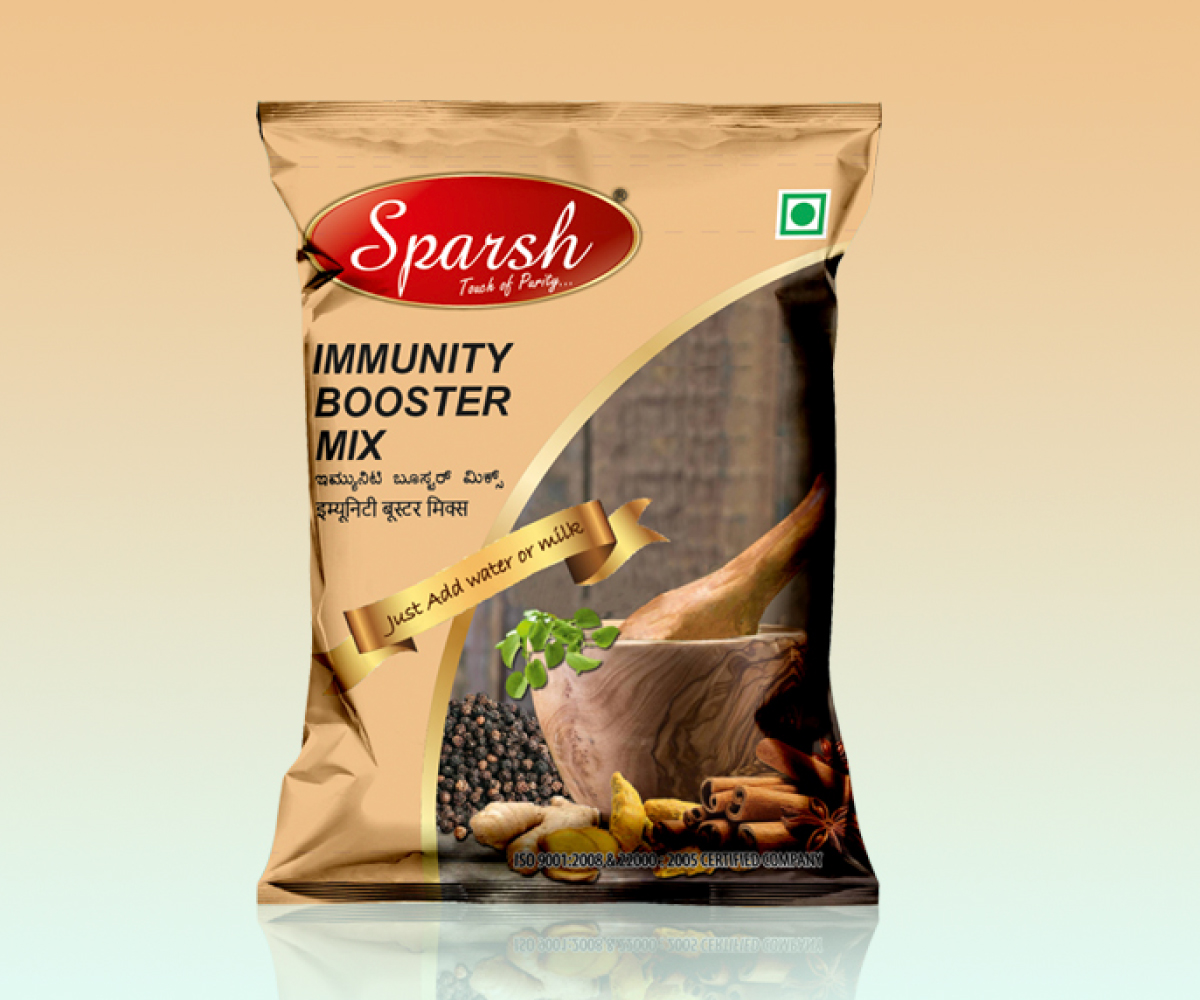 Sparsh
®
Touch of Purity...
IMMUNITY
BOOSTER
MIX
ಇಮ್ಯುನಿಟಿ ಬೂಸ್ಟರ್ ಮಿಕ್ಸ್
इम्यूनिटी बूस्टर मिक्स
Just Add water or milk
ISO 9001:2008,& 22000 : 2005 CERTIFIED COMPANY